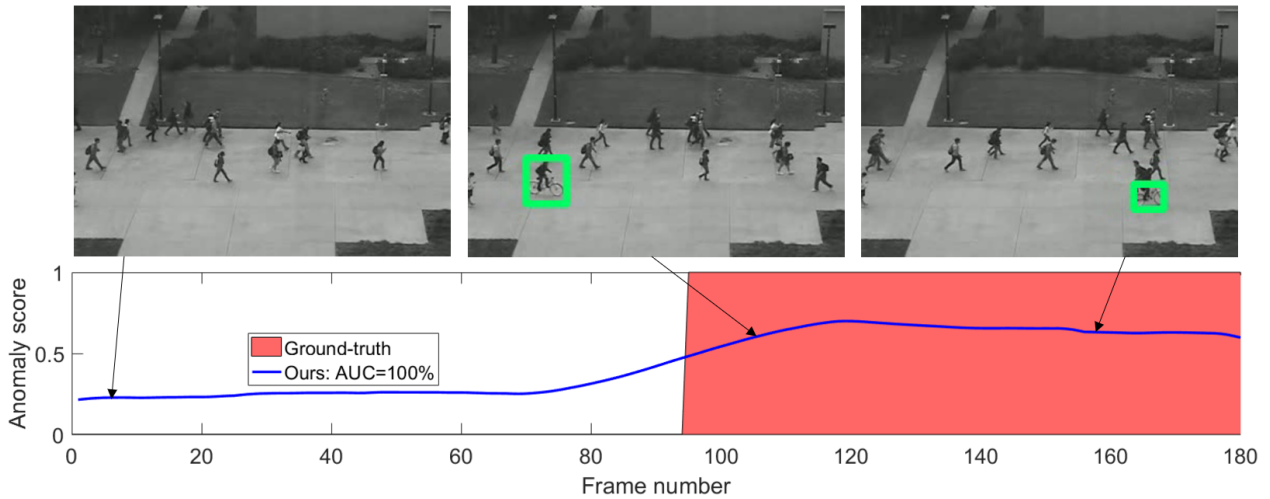 1
0.5
0
Anomaly score
Ground-truth
Ours: AUC=100%
0 20 40 60 80 100 120 140 160 180
Frame number